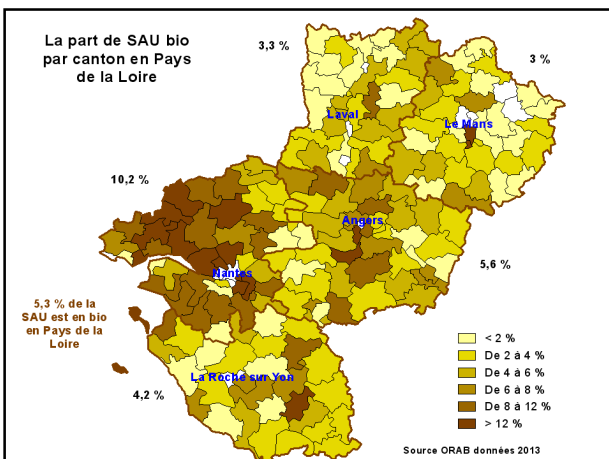 La part de SAU bio
par canton en Pays
de la Loire
3,3 %
3 %
Laval
Le Mans
10,2 %
Angers
Nantes
5,6 %
5,3 % de la
SAU est en bio
en Pays de la
Loire
La Roche sur Yon
4,2 %
< 2 %
De 2 à 4 %
De 4 à 6 %
De 6 à 8 %
De 8 à 12 %
> 12 %
Source ORAB données 2013